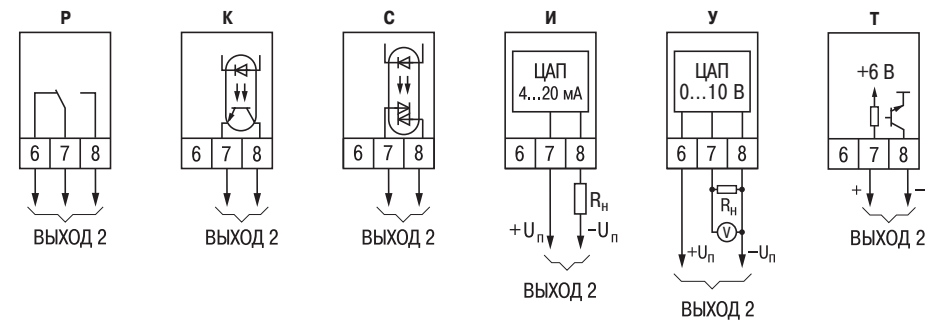 Р К С И У Т
ЦАП
4...20 мА
ЦАП
0...10 В
+6 В
6 7 8
6 7 8
6 7 8
6 7 8
6 7 8
6 7 8
Rн
Rн
V
+ −
+Uп −Uп
+Uп −Uп
ВЫХОД 2
ВЫХОД 2
ВЫХОД 2
ВЫХОД 2
ВЫХОД 2
ВЫХОД 2